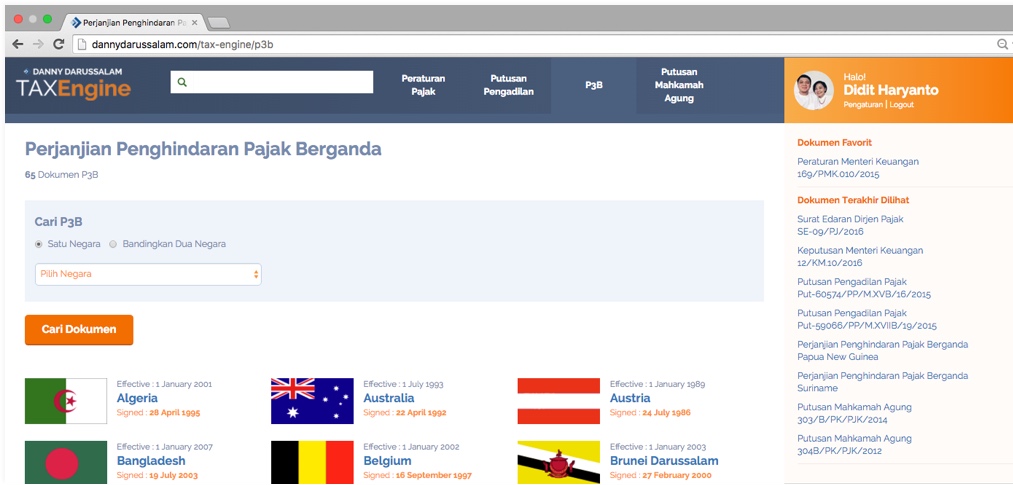 Perjanjian Penghindaran Pa
dannydarussalam.com/tax-engine/p3b
DANNY DARUSSALAM
TAXEngine
Peraturan
Pajak
Putusan
Pengadilan
P3B
Putusan
Mahkamah
Agung
Halo!
Didit Haryanto
Pengaturan | Logout
Perjanjian Penghindaran Pajak Berganda
65 Dokumen P3B
Cari P3B
Satu Negara
Bandingkan Dua Negara
Pilih Negara
Cari Dokumen
Effective : 1 January 2001
Algeria
Signed : 28 April 1995
Effective : 1 July 1993
Australia
Signed : 22 April 1992
Effective : 1 January 1989
Austria
Signed : 24 July 1986
Effective : 1 January 2007
Bangladesh
Signed : 19 July 2003
Effective : 1 January 2002
Belgium
Signed : 16 September 1997
Effective : 1 January 2003
Brunei Darussalam
Signed : 27 February 2000
Dokumen Favorit
Peraturan Menteri Keuangan
169/PMK.010/2015
Dokumen Terakhir Dilihat
Surat Edaran Dirjen Pajak
SE-09/PJ/2016
Keputusan Menteri Keuangan
12/KM.10/2016
Putusan Pengadilan Pajak
Put-60574/PP/M.XVB/16/2015
Putusan Pengadilan Pajak
Put-59066/PP/M.XVIIB/19/2015
Perjanjian Penghindaran Pajak Berganda
Papua New Guinea
Perjanjian Penghindaran Pajak Berganda
Suriname
Putusan Mahkamah Agung
303/B/PK/PJK/2014
Putusan Mahkamah Agung
304B/PK/PJK/2012